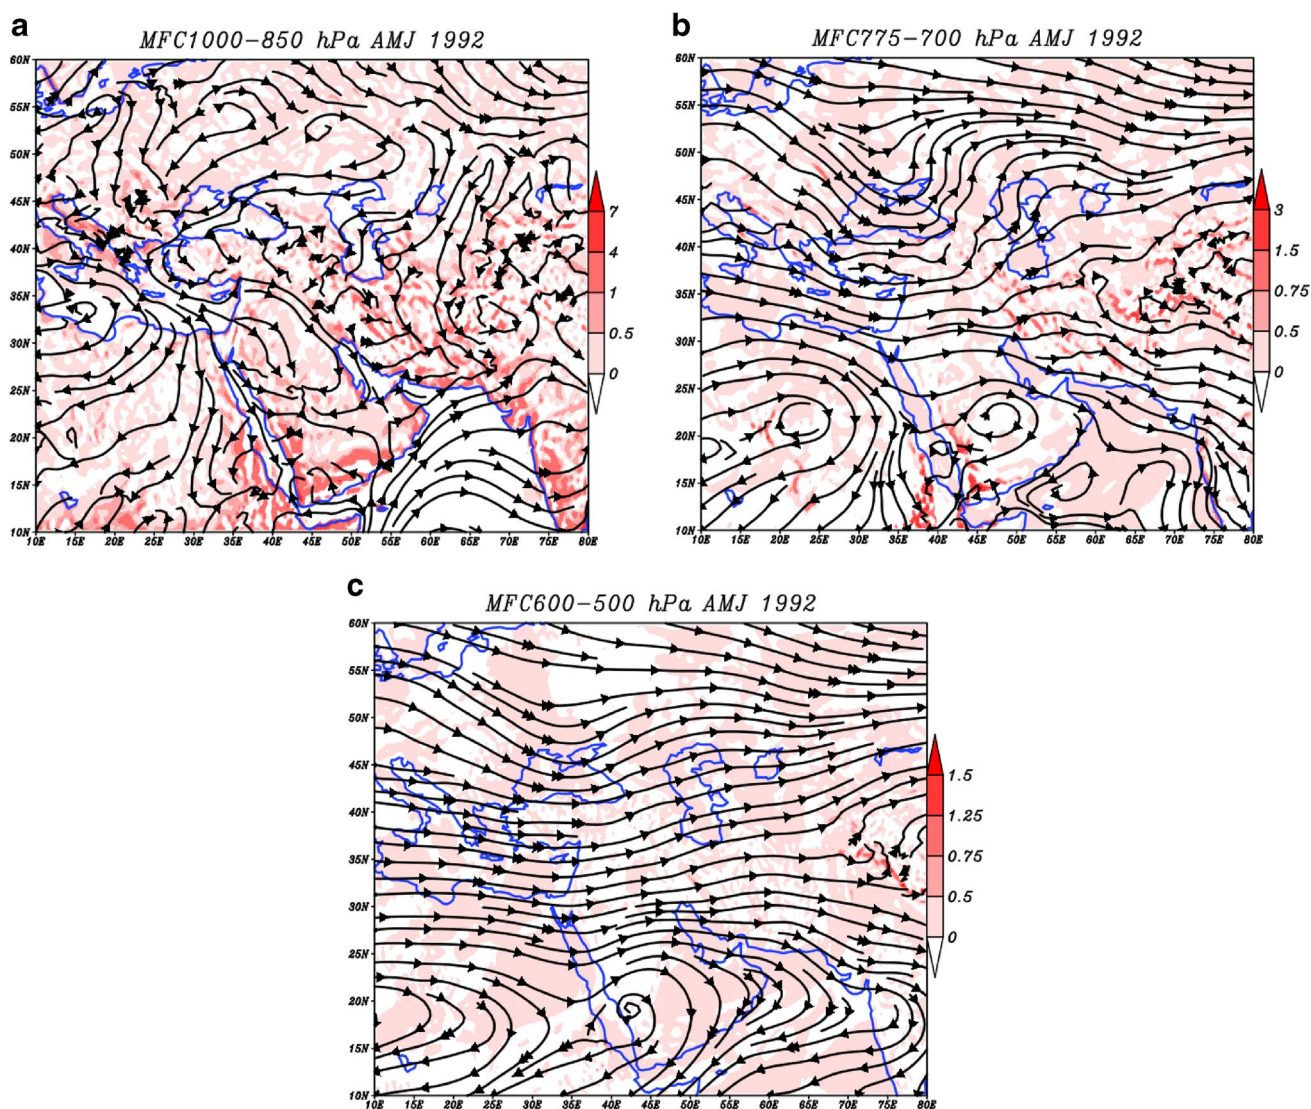 a
MFC1000-850 hPa AMJ 1992
60N
55N
50N
45N
40N
35N
30N
25N
20N
15N
10N
10E 15E 20E 25E 30E 35E 40E 45E 50E 55E 60E 65E 70E 75E 80E
7
4
1
0.5
0
b
MFC775-700 hPa AMJ 1992
60N
55N
50N
45N
40N
35N
30N
25N
20N
15N
10N
10E 15E 20E 25E 30E 35E 40E 45E 50E 55E 60E 65E 70E 75E 80E
3
1.5
0.75
0.5
0
c
MFC600-500 hPa AMJ 1992
60N
55N
50N
45N
40N
35N
30N
25N
20N
15N
10N
10E 15E 20E 25E 30E 35E 40E 45E 50E 55E 60E 65E 70E 75E 80E
1.5
1.25
0.75
0.5
0